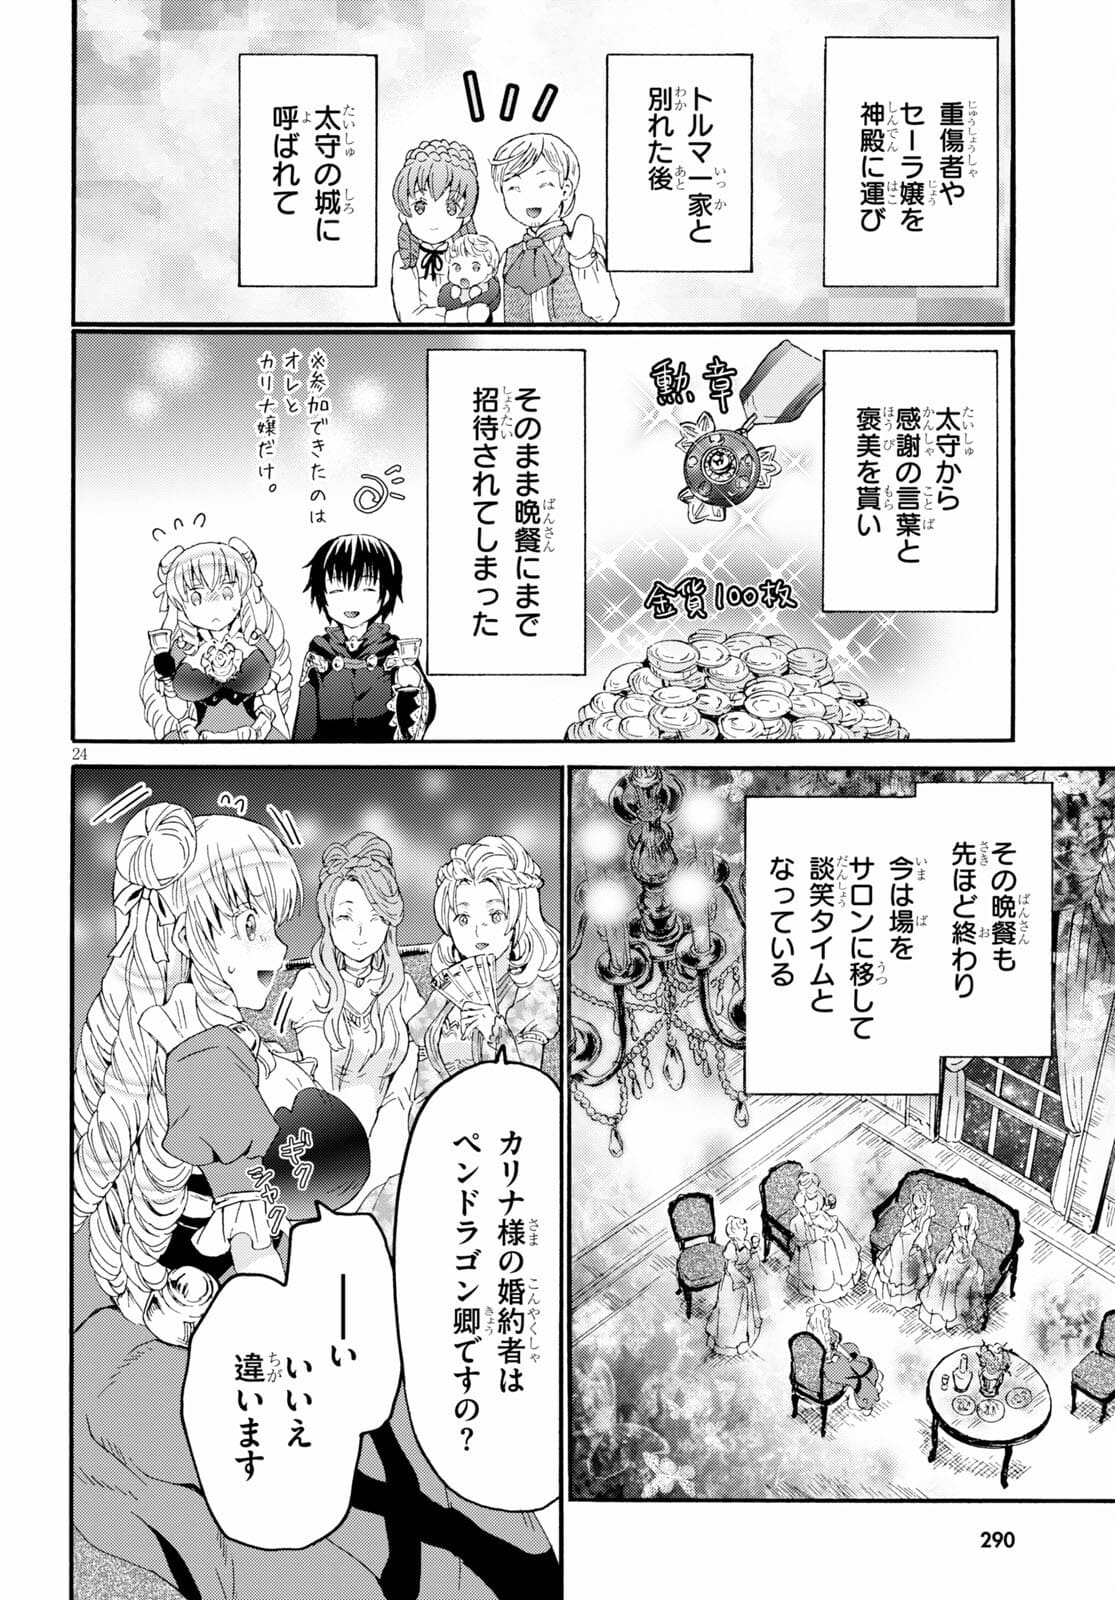 重傷者や
セーラ嬢を
神殿に運び
トルマ一家と
別れた後
太守の城に
呼ばれて
太守から
感謝の言葉と
褒美を貰い
勲章
金貨100枚
そのまま晩餐にまで
招待されてしまった
※参加できたのは
オレと
カリナ嬢だけ。
24
その晩餐も
先ほど終わり
今は場を
サロンに移して
談笑タイムと
なっている
カリナ様の婚約者は
ペンドラゴン卿ですの？
ギク
シャク
──い
いいえ
違います
290